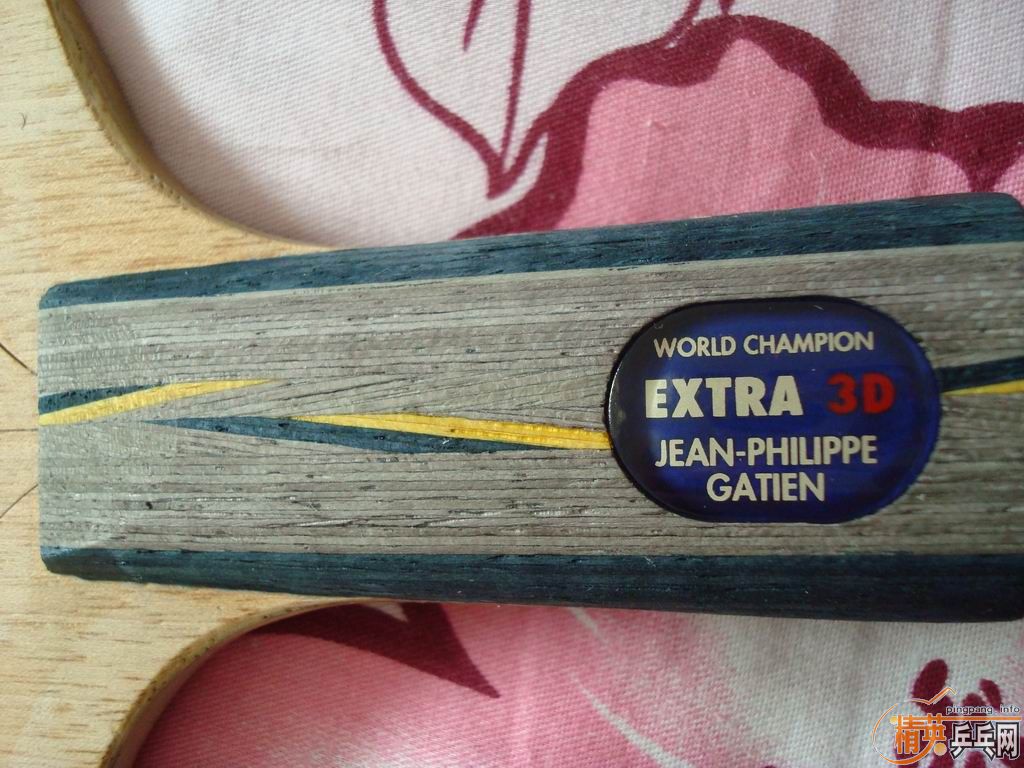 WORLD CHAMPION
EXTRA 3D
JEAN-PHILIPPE
GATIEN
pingpang.info
精英乒乓网